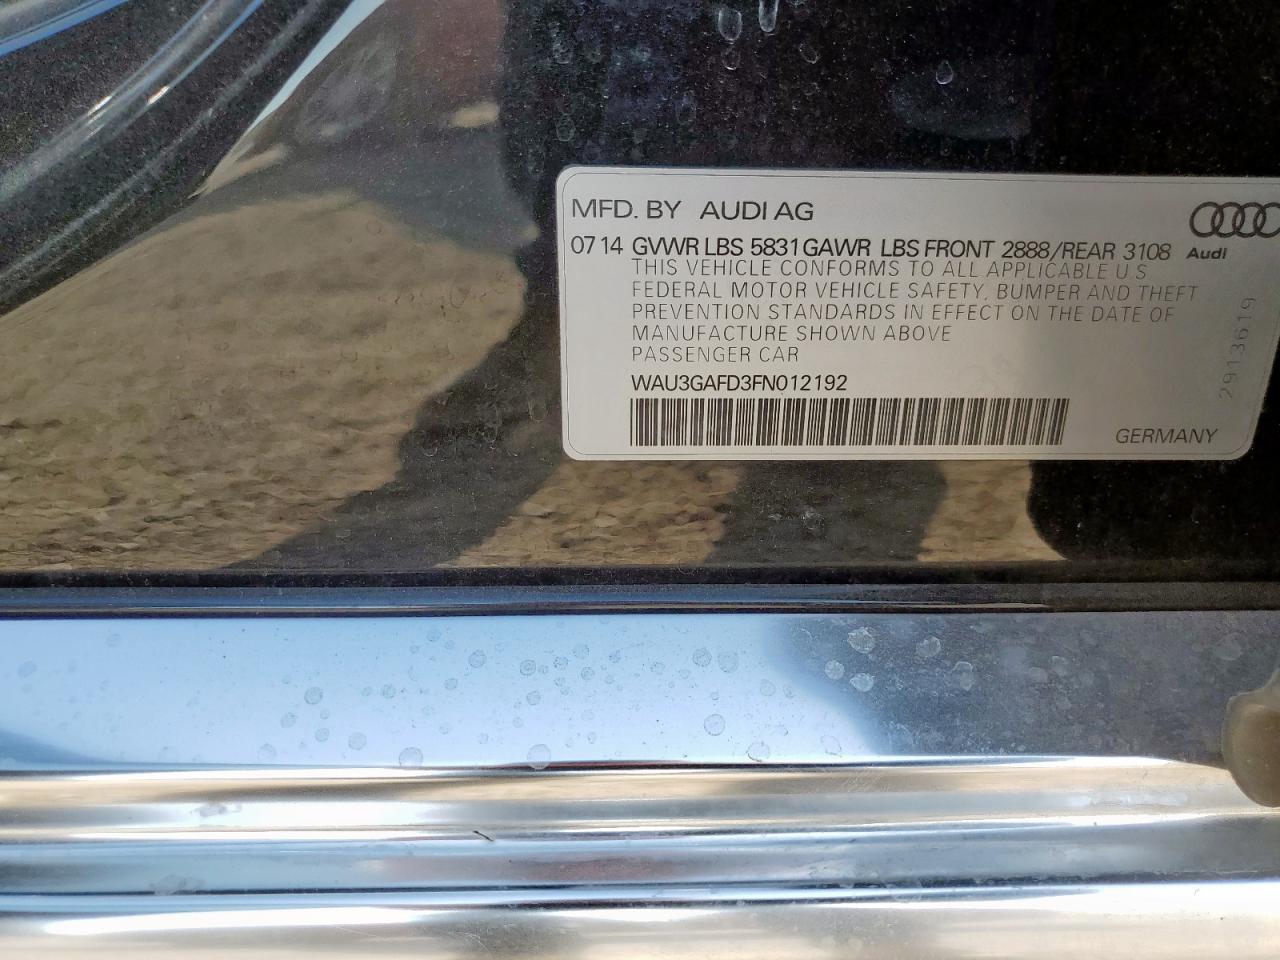 MFD. BY AUDI AG
07 14 GVWR LBS 5831 GAWR LBS FRONT 2888/REAR 3108 Audi
THIS VEHICLE CONFORMS TO ALL APPLICABLE U S
FEDERAL MOTOR VEHICLE SAFETY, BUMPER AND THEFT
PREVENTION STANDARDS IN EFFECT ON THE DATE OF
MANUFACTURE SHOWN ABOVE
PASSENGER CAR
WAU3GAFD3FN012192
GERMANY
2913619